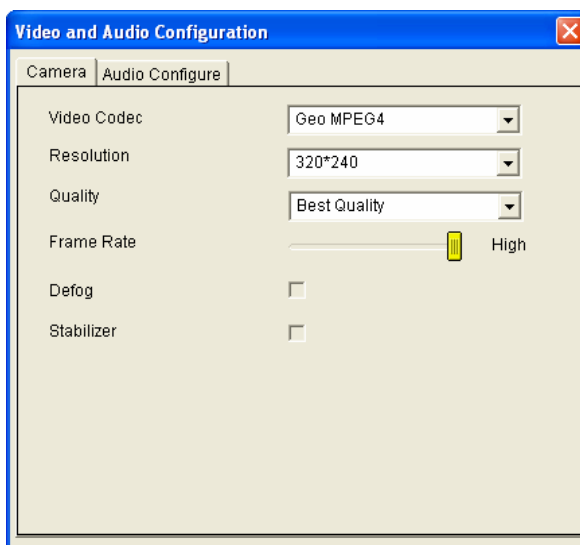 Video and Audio Configuration
Camera Audio Configure
Video Codec Geo MPEG4
Resolution 320*240
Quality Best Quality
Frame Rate High
Defog
Stabilizer